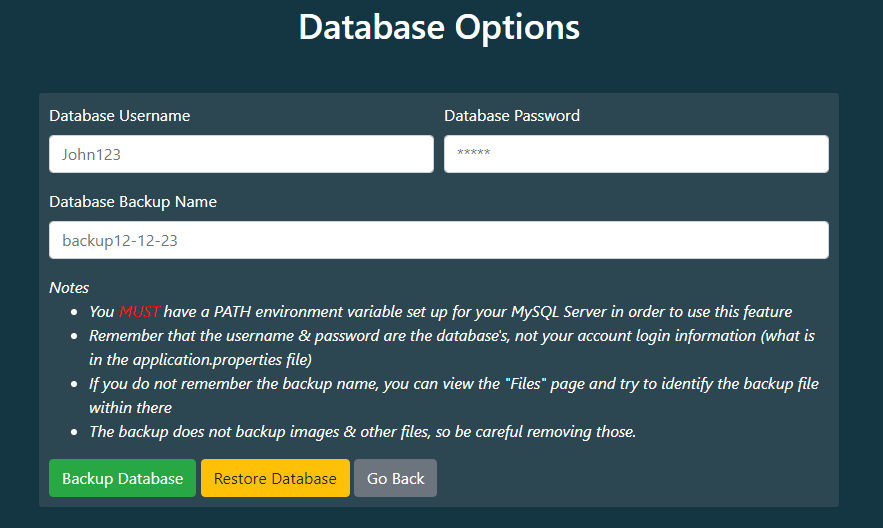 Database Options
Database Username
Database Password
John123
*****
Database Backup Name
backup12-12-23
Notes
You MUST have a PATH environment variable set up for your MySQL Server in order to use this feature
Remember that the username & password are the database's, not your account login information (what is
in the application.properties file)
If you do not remember the backup name, you can view the "Files" page and try to identify the backup file
within there
The backup does not backup images & other files, so be careful removing those.
Backup Database
Restore Database
Go Back